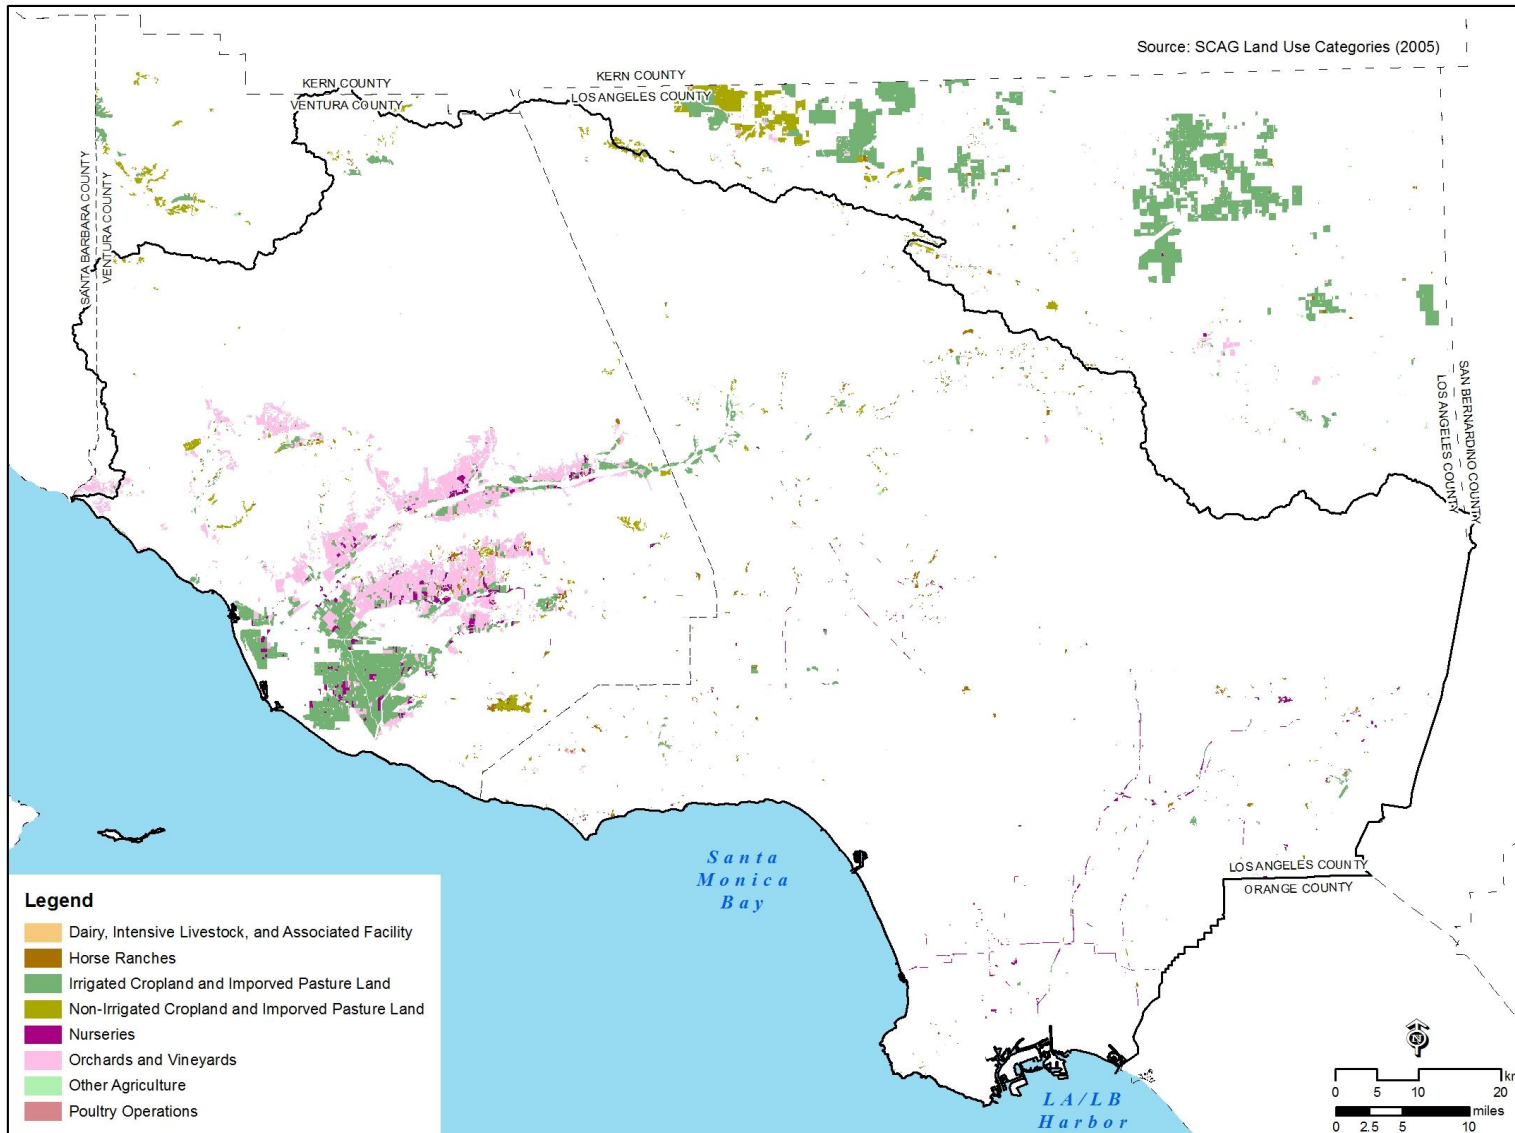 Source: SCAG Land Use Categories (2005)
KERN COUNTY
VENTURA COUNTY
KERN COUNTY
LOS ANGELES COUNTY
SANTA BARBARA COUNTY
VENTURA COUNTY
SAN BERNARDINO COUNTY
LOS ANGELES COUNTY
Santa
Monica
Bay
LOS ANGELES COUNTY
ORANGE COUNTY
Legend
Dairy, Intensive Livestock, and Associated Facility
Horse Ranches
Irrigated Cropland and Imporved Pasture Land
Non-Irrigated Cropland and Imporved Pasture Land
Nurseries
Orchards and Vineyards
Other Agriculture
Poultry Operations
LA/LB
Harbor
N
km
0 5 10 20
miles
0 2.5 5 10